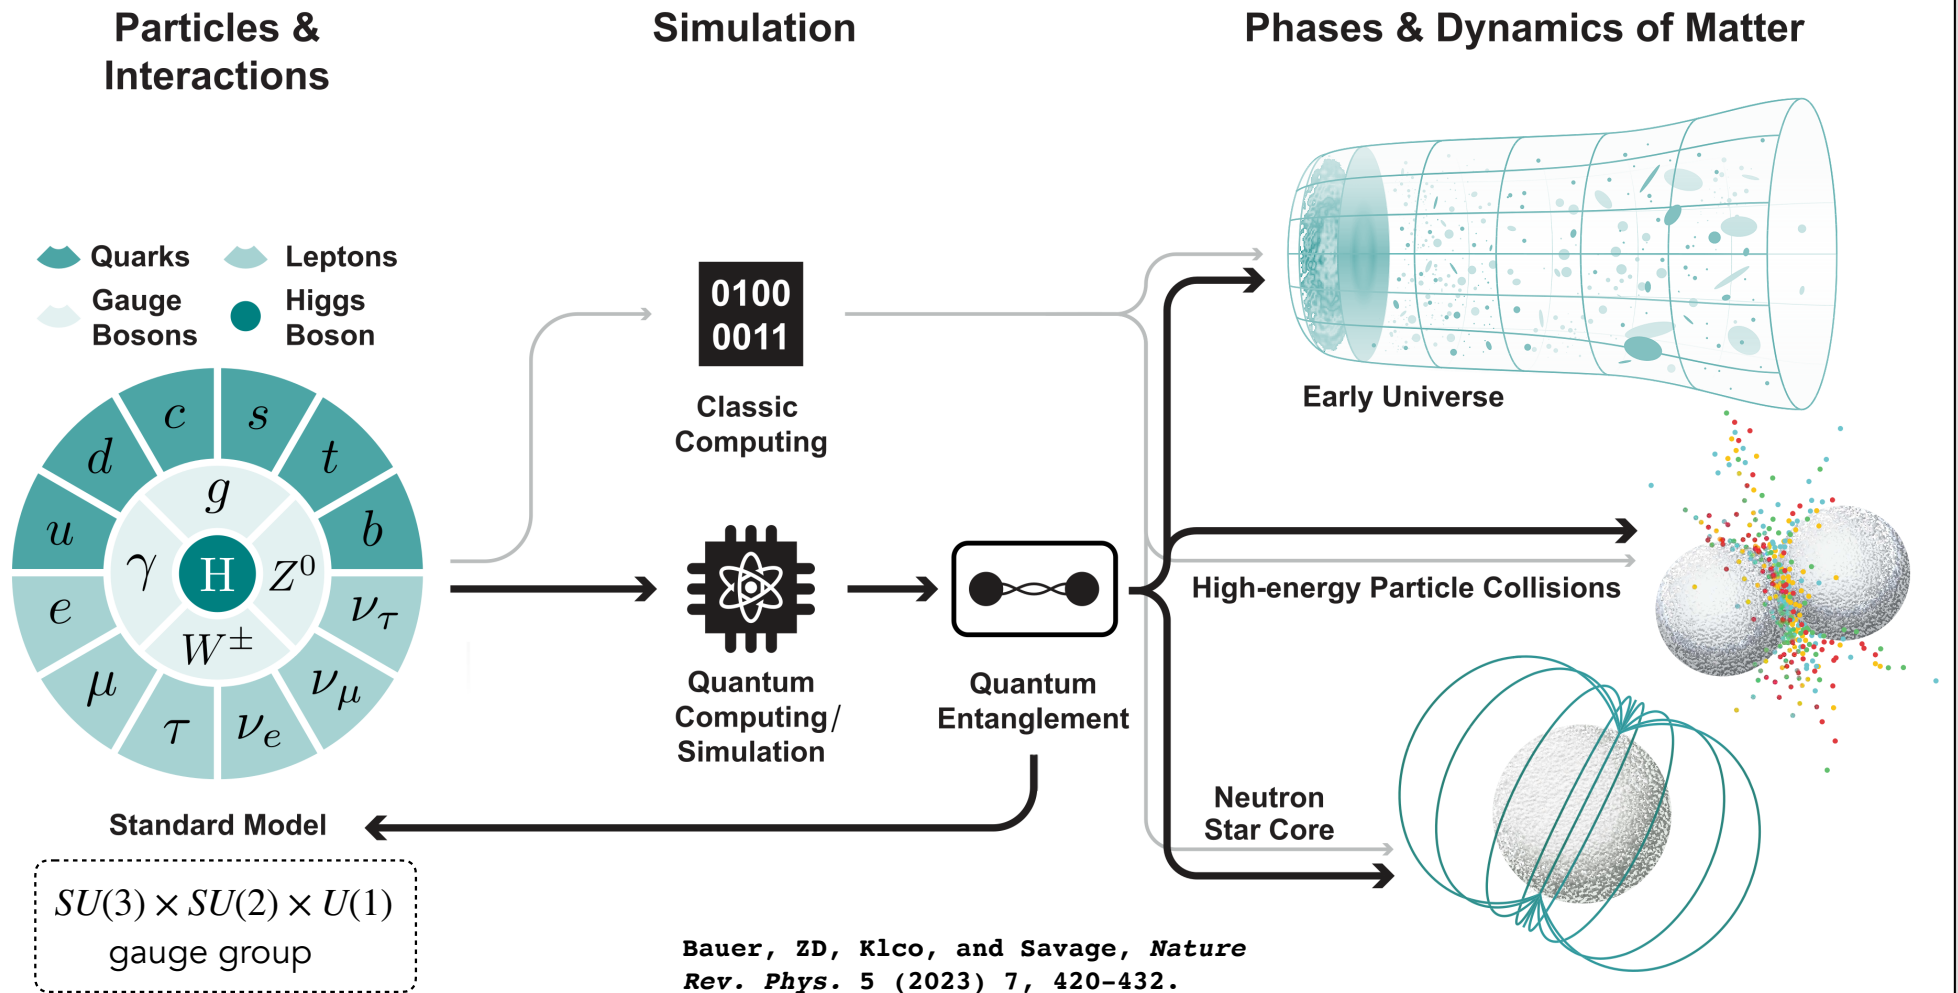 Particles &
Interactions
Simulation
Phases & Dynamics of Matter
Quarks
Leptons
Gauge
Bosons
Higgs
Boson
c
s
d
t
u
b
g
γ
H
Z⁰
W±
e
ν_τ
μ
ν_μ
τ
ν_e
Standard Model
SU(3) × SU(2) × U(1)
gauge group
0100
0011
Classic
Computing
Quantum
Computing/
Simulation
Quantum
Entanglement
Early Universe
High-energy Particle Collisions
Neutron
Star Core
Bauer, ZD, Klco, and Savage, Nature
Rev. Phys. 5 (2023) 7, 420-432.